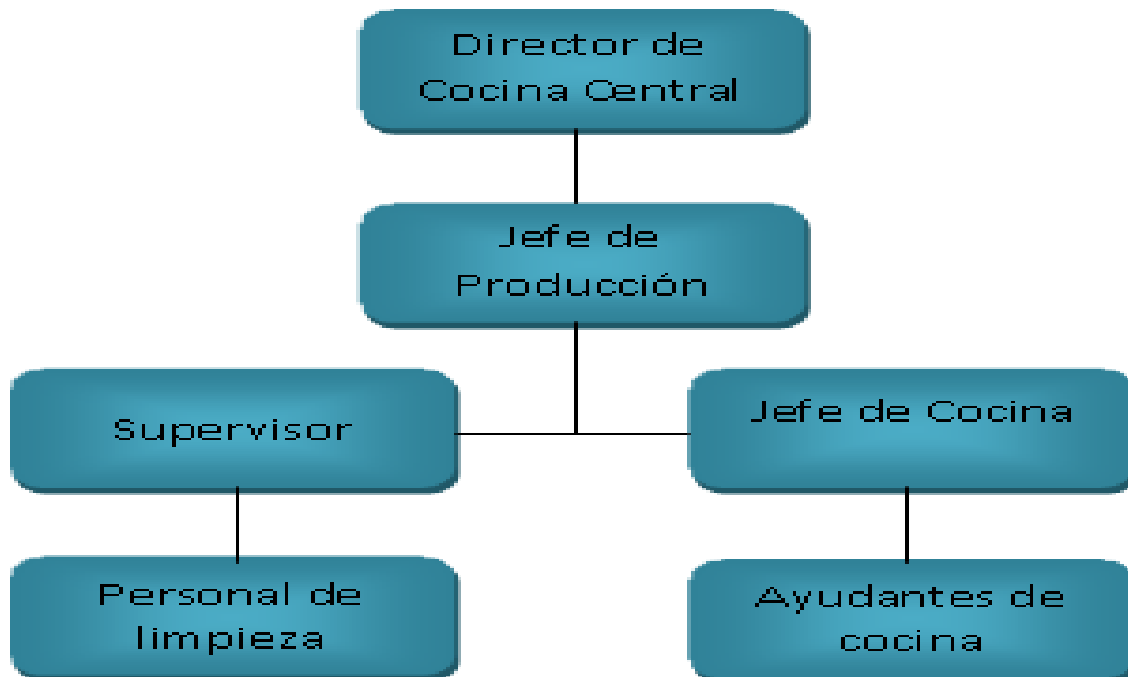 Director de
Cocina Central
Jefe de
Producción
Supervisor
Jefe de Cocina
Personal de
limpieza
Ayudantes de
cocina